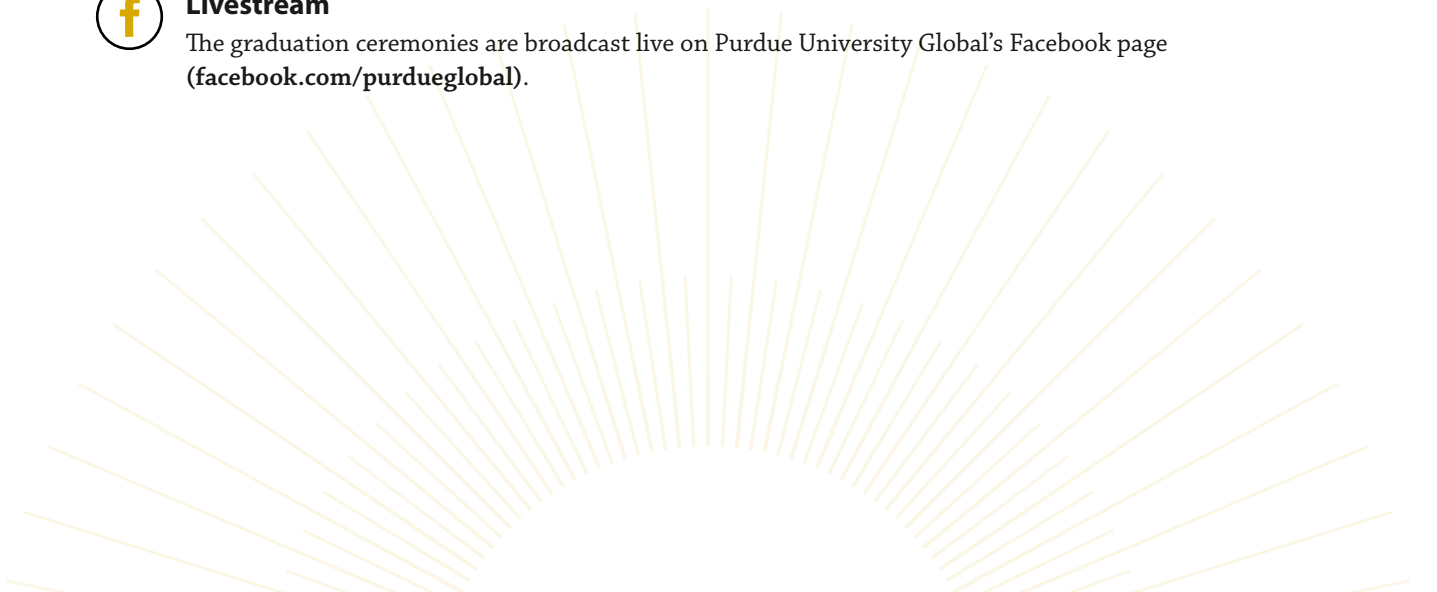 Livestream
The graduation ceremonies are broadcast live on Purdue University Global’s Facebook page
(facebook.com/purdueglobal).